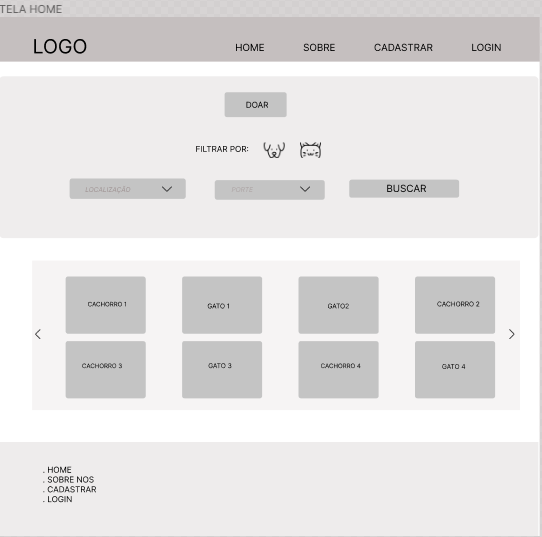 TELA HOME
LOGO HOME SOBRE CADASTRAR LOGIN
DOAR
FILTRAR POR:
LOCALIZAÇÃO PORTE BUSCAR
CACHORRO 1 GATO 1 GATO2 CACHORRO 2
CACHORRO 3 GATO 3 CACHORRO 4 GATO 4
. HOME
. SOBRE NOS
. CADASTRAR
. LOGIN